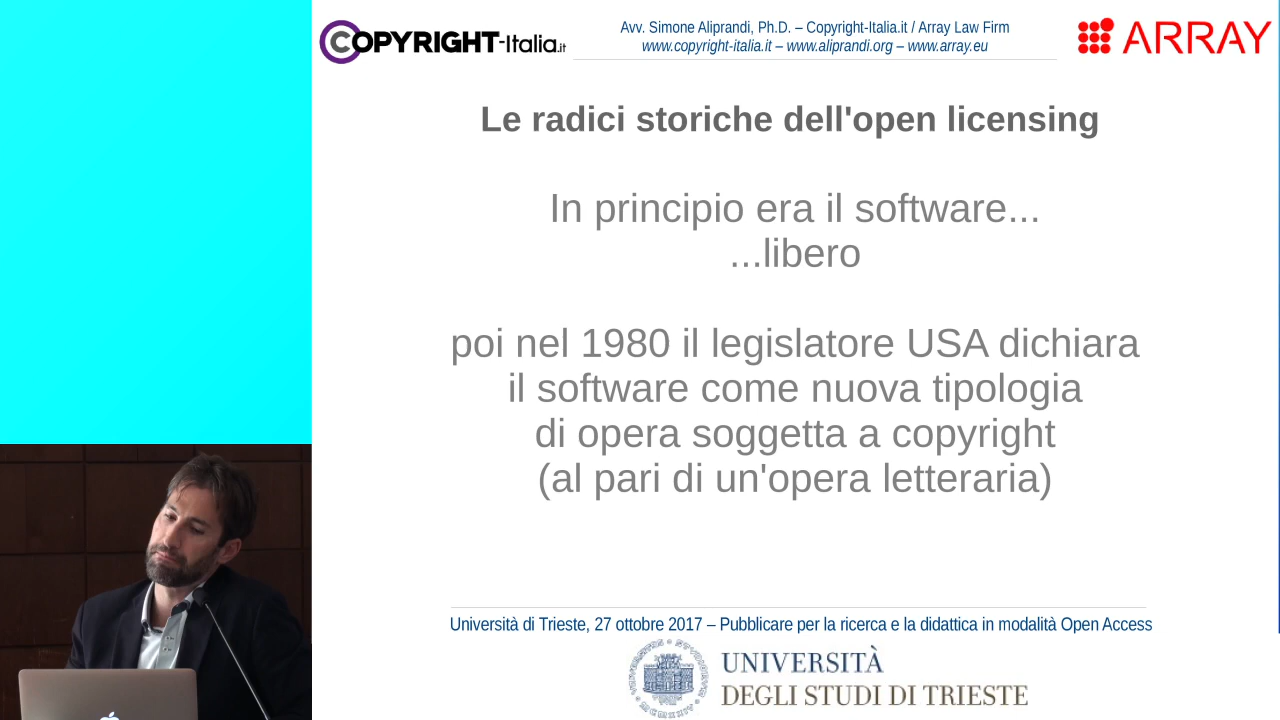 COPYRIGHT-Italia.it
Avv. Simone Aliprandi, Ph.D. – Copyright-Italia.it / Array Law Firm
www.copyright-italia.it – www.aliprandi.org – www.array.eu
ARRAY
Le radici storiche dell'open licensing
In principio era il software...
...libero
poi nel 1980 il legislatore USA dichiara
il software come nuova tipologia
di opera soggetta a copyright
(al pari di un'opera letteraria)
Università di Trieste, 27 ottobre 2017 – Pubblicare per la ricerca e la didattica in modalità Open Access
UNIVERSITÀ
DEGLI STUDI DI TRIESTE